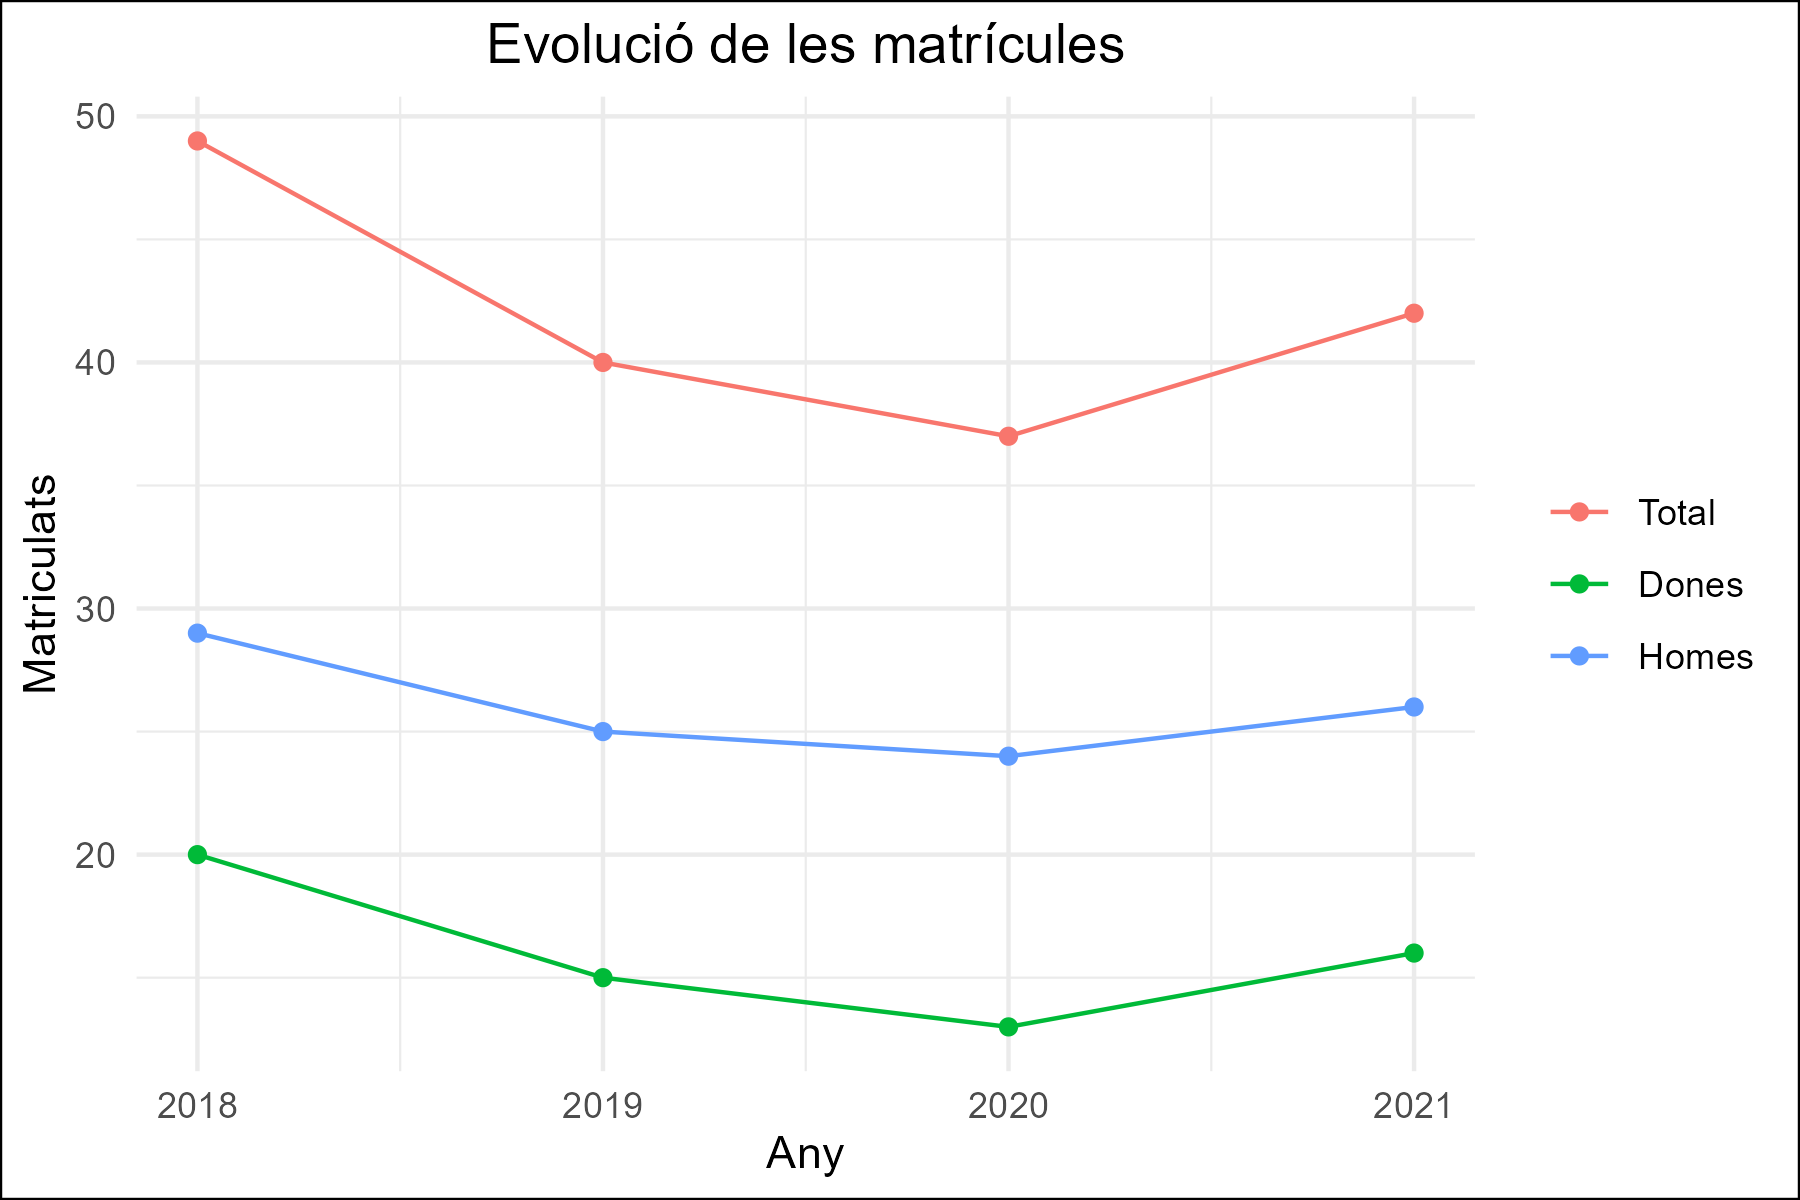 Evolució de les matrícules
50
40
30
20
Matriculats
2018 2019 2020 2021
Any
Total
Dones
Homes